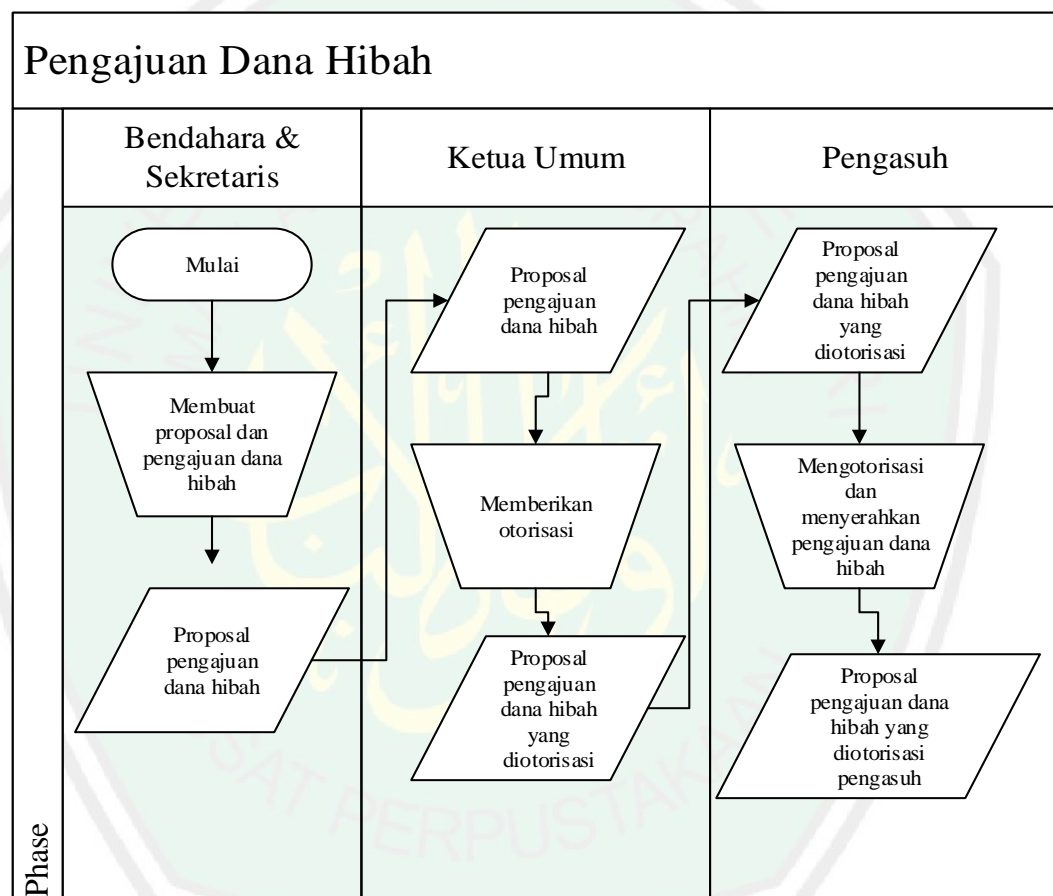 Pengajuan Dana Hibah
Bendahara &
Sekretaris
Ketua Umum
Pengasuh
Mulai
Membuat
proposal dan
pengajuan dana
hibah
Proposal
pengajuan
dana hibah
Proposal
pengajuan
dana hibah
Memberikan
otorisasi
Proposal
pengajuan
dana hibah
yang
diotorisasi
Proposal
pengajuan
dana hibah
yang
diotorisasi
Mengotorisasi
dan
menyerahkan
pengajuan dana
hibah
Proposal
pengajuan dana
hibah yang
diotorisasi
pengasuh
Phase